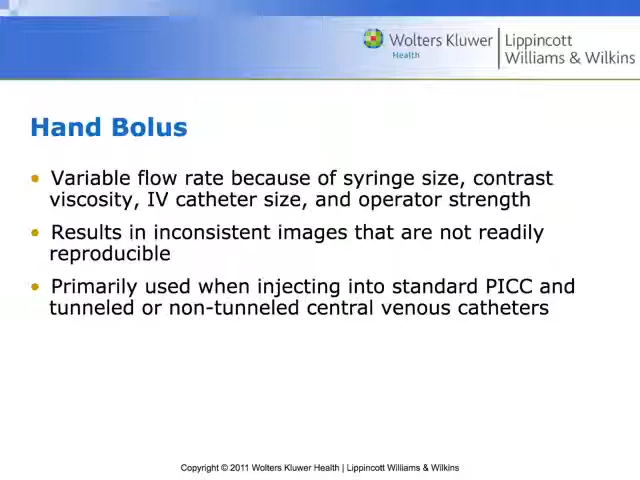 Wolters Kluwer
Health
Lippincott
Williams & Wilkins
Hand Bolus
• Variable flow rate because of syringe size, contrast
viscosity, IV catheter size, and operator strength
• Results in inconsistent images that are not readily
reproducible
• Primarily used when injecting into standard PICC and
tunneled or non-tunneled central venous catheters
Copyright © 2011 Wolters Kluwer Health | Lippincott Williams & Wilkins